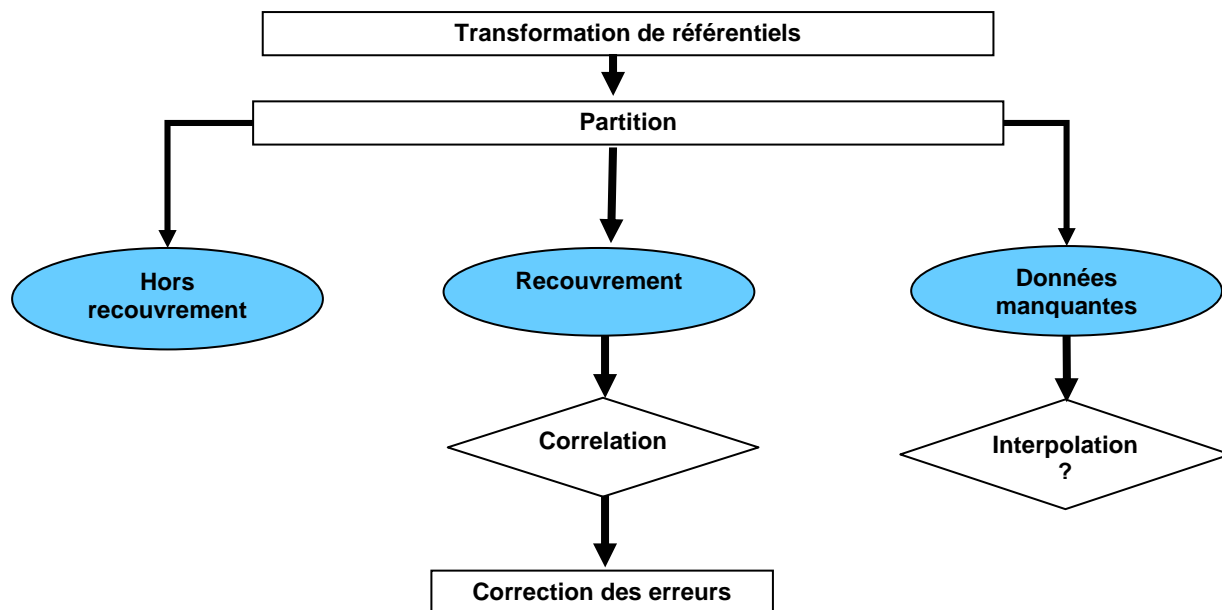 Transformation de référentiels
Partition
Hors
recouvrement
Recouvrement
Données
manquantes
Correlation
Interpolation
?
Correction des erreurs